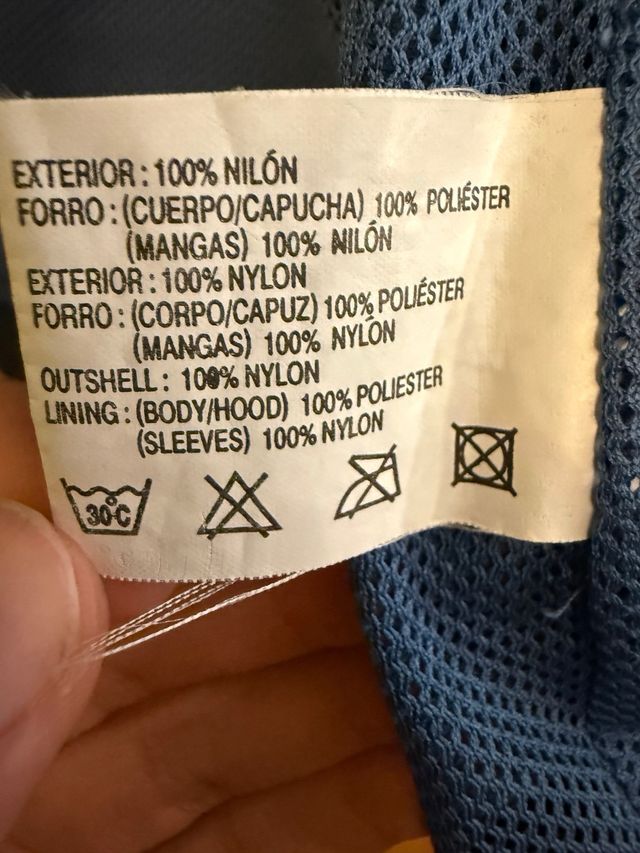 EXTERIOR : 100% NILÓN
FORRO : (CUERPO/CAPUCHA) 100% POLIÉSTER
(MANGAS) 100% NILÓN
EXTERIOR : 100% NYLON
FORRO : (CORPO/CAPUZ) 100% POLIÉSTER
(MANGAS) 100% NYLÓN
OUTSHELL : 100% NYLON
LINING : (BODY/HOOD) 100% POLIESTER
(SLEEVES) 100% NYLON
30°C